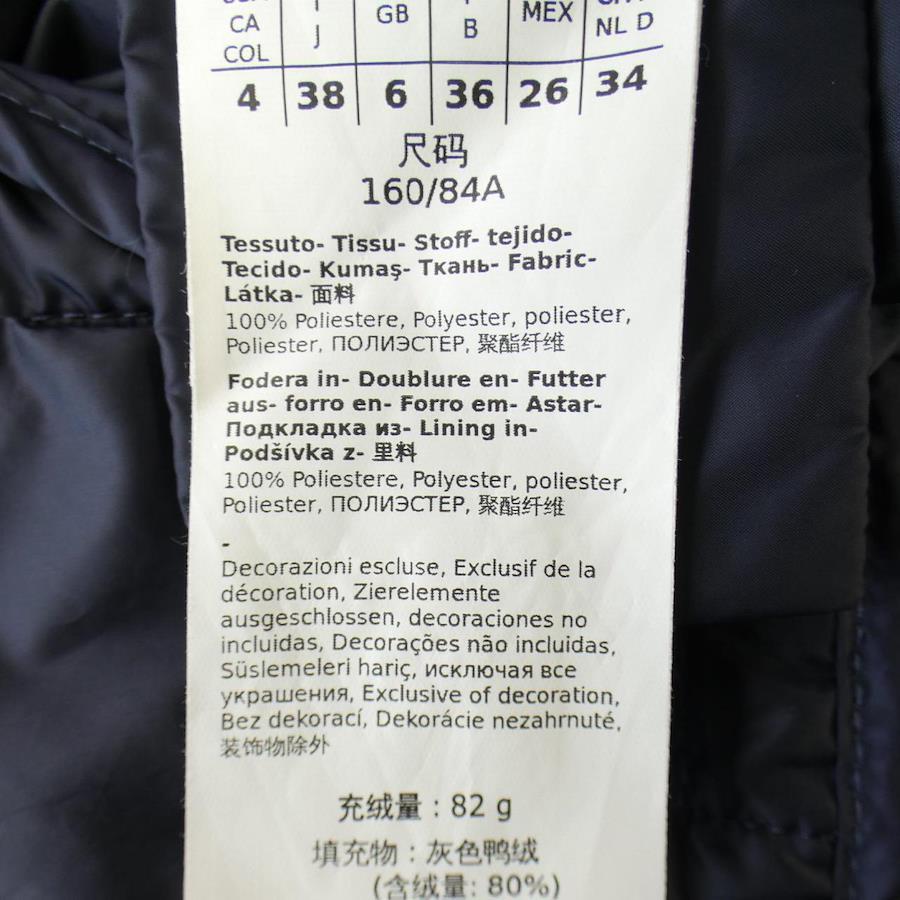 CA GB MEX
COL J B NL D
4 38 6 36 26 34
尺码
160/84A
Tessuto- Tissu- Stoff- tejido-
Tecido- Kumaş- Ткань- Fabric-
Látka- 面料
100% Poliestere, Polyester, poliester,
Poliester, ПОЛИЭСТЕР, 聚酯纤维
Fodera in- Doublure en- Futter
aus- forro en- Forro em- Astar-
Подкладка из- Lining in-
Podšívka z- 里料
100% Poliestere, Polyester, poliester,
Poliester, ПОЛИЭСТЕР, 聚酯纤维
-
Decorazioni escluse, Exclusif de la
décoration, Zierelemente
ausgeschlossen, decoraciones no
incluidas, Decorações não incluidas,
Süslemeleri hariç, исключая все
украшения, Exclusive of decoration,
Bez dekorací, Dekorácie nezahrnuté,
装饰物除外
充绒量：82 g
填充物：灰色鸭绒
(含绒量: 80%)